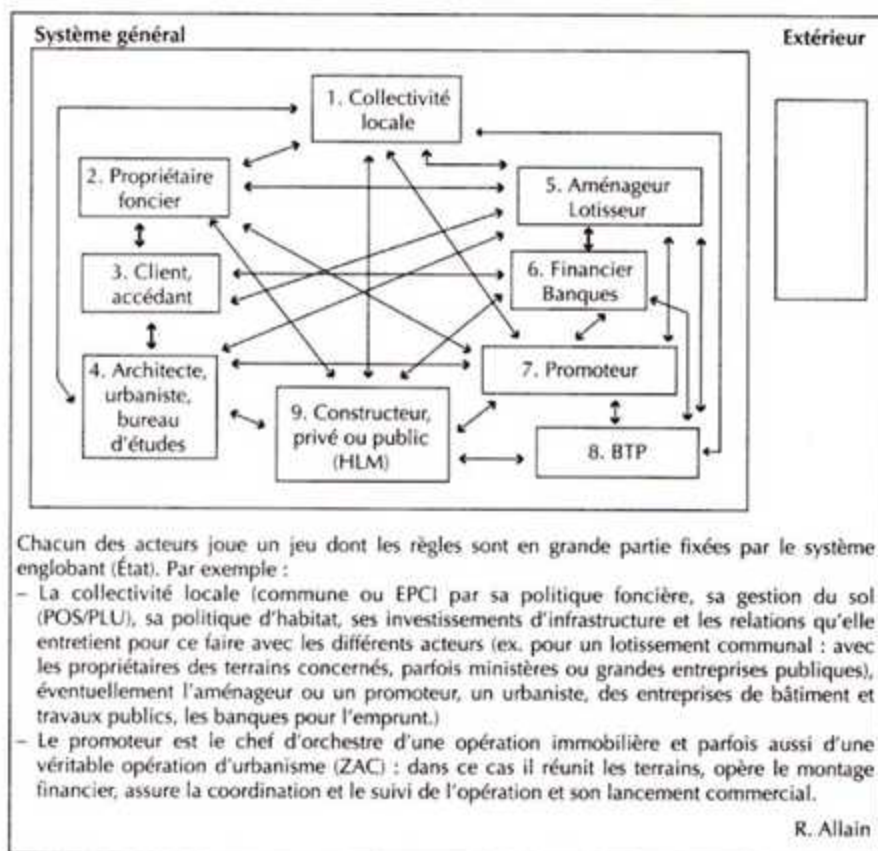 Système général
Extérieur
1. Collectivité
locale
2. Propriétaire
foncier
5. Aménageur
Lotisseur
3. Client,
accédant
6. Financier
Banques
4. Architecte,
urbaniste,
bureau
d'études
7. Promoteur
9. Constructeur,
privé ou public
(HLM)
8. BTP
Chacun des acteurs joue un jeu dont les règles sont en grande partie fixées par le système
englobant (État). Par exemple :
– La collectivité locale (commune ou EPCI par sa politique foncière, sa gestion du sol
(POS/PLU), sa politique d'habitat, ses investissements d'infrastructure et les relations qu'elle
entretient pour ce faire avec les différents acteurs (ex. pour un lotissement communal : avec
les propriétaires des terrains concernés, parfois ministères ou grandes entreprises publiques),
éventuellement l'aménageur ou un promoteur, un urbaniste, des entreprises de bâtiment et
travaux publics, les banques pour l'emprunt.)
– Le promoteur est le chef d'orchestre d'une opération immobilière et parfois aussi d'une
véritable opération d'urbanisme (ZAC) : dans ce cas il réunit les terrains, opère le montage
financier, assure la coordination et le suivi de l'opération et son lancement commercial.
R. Allain